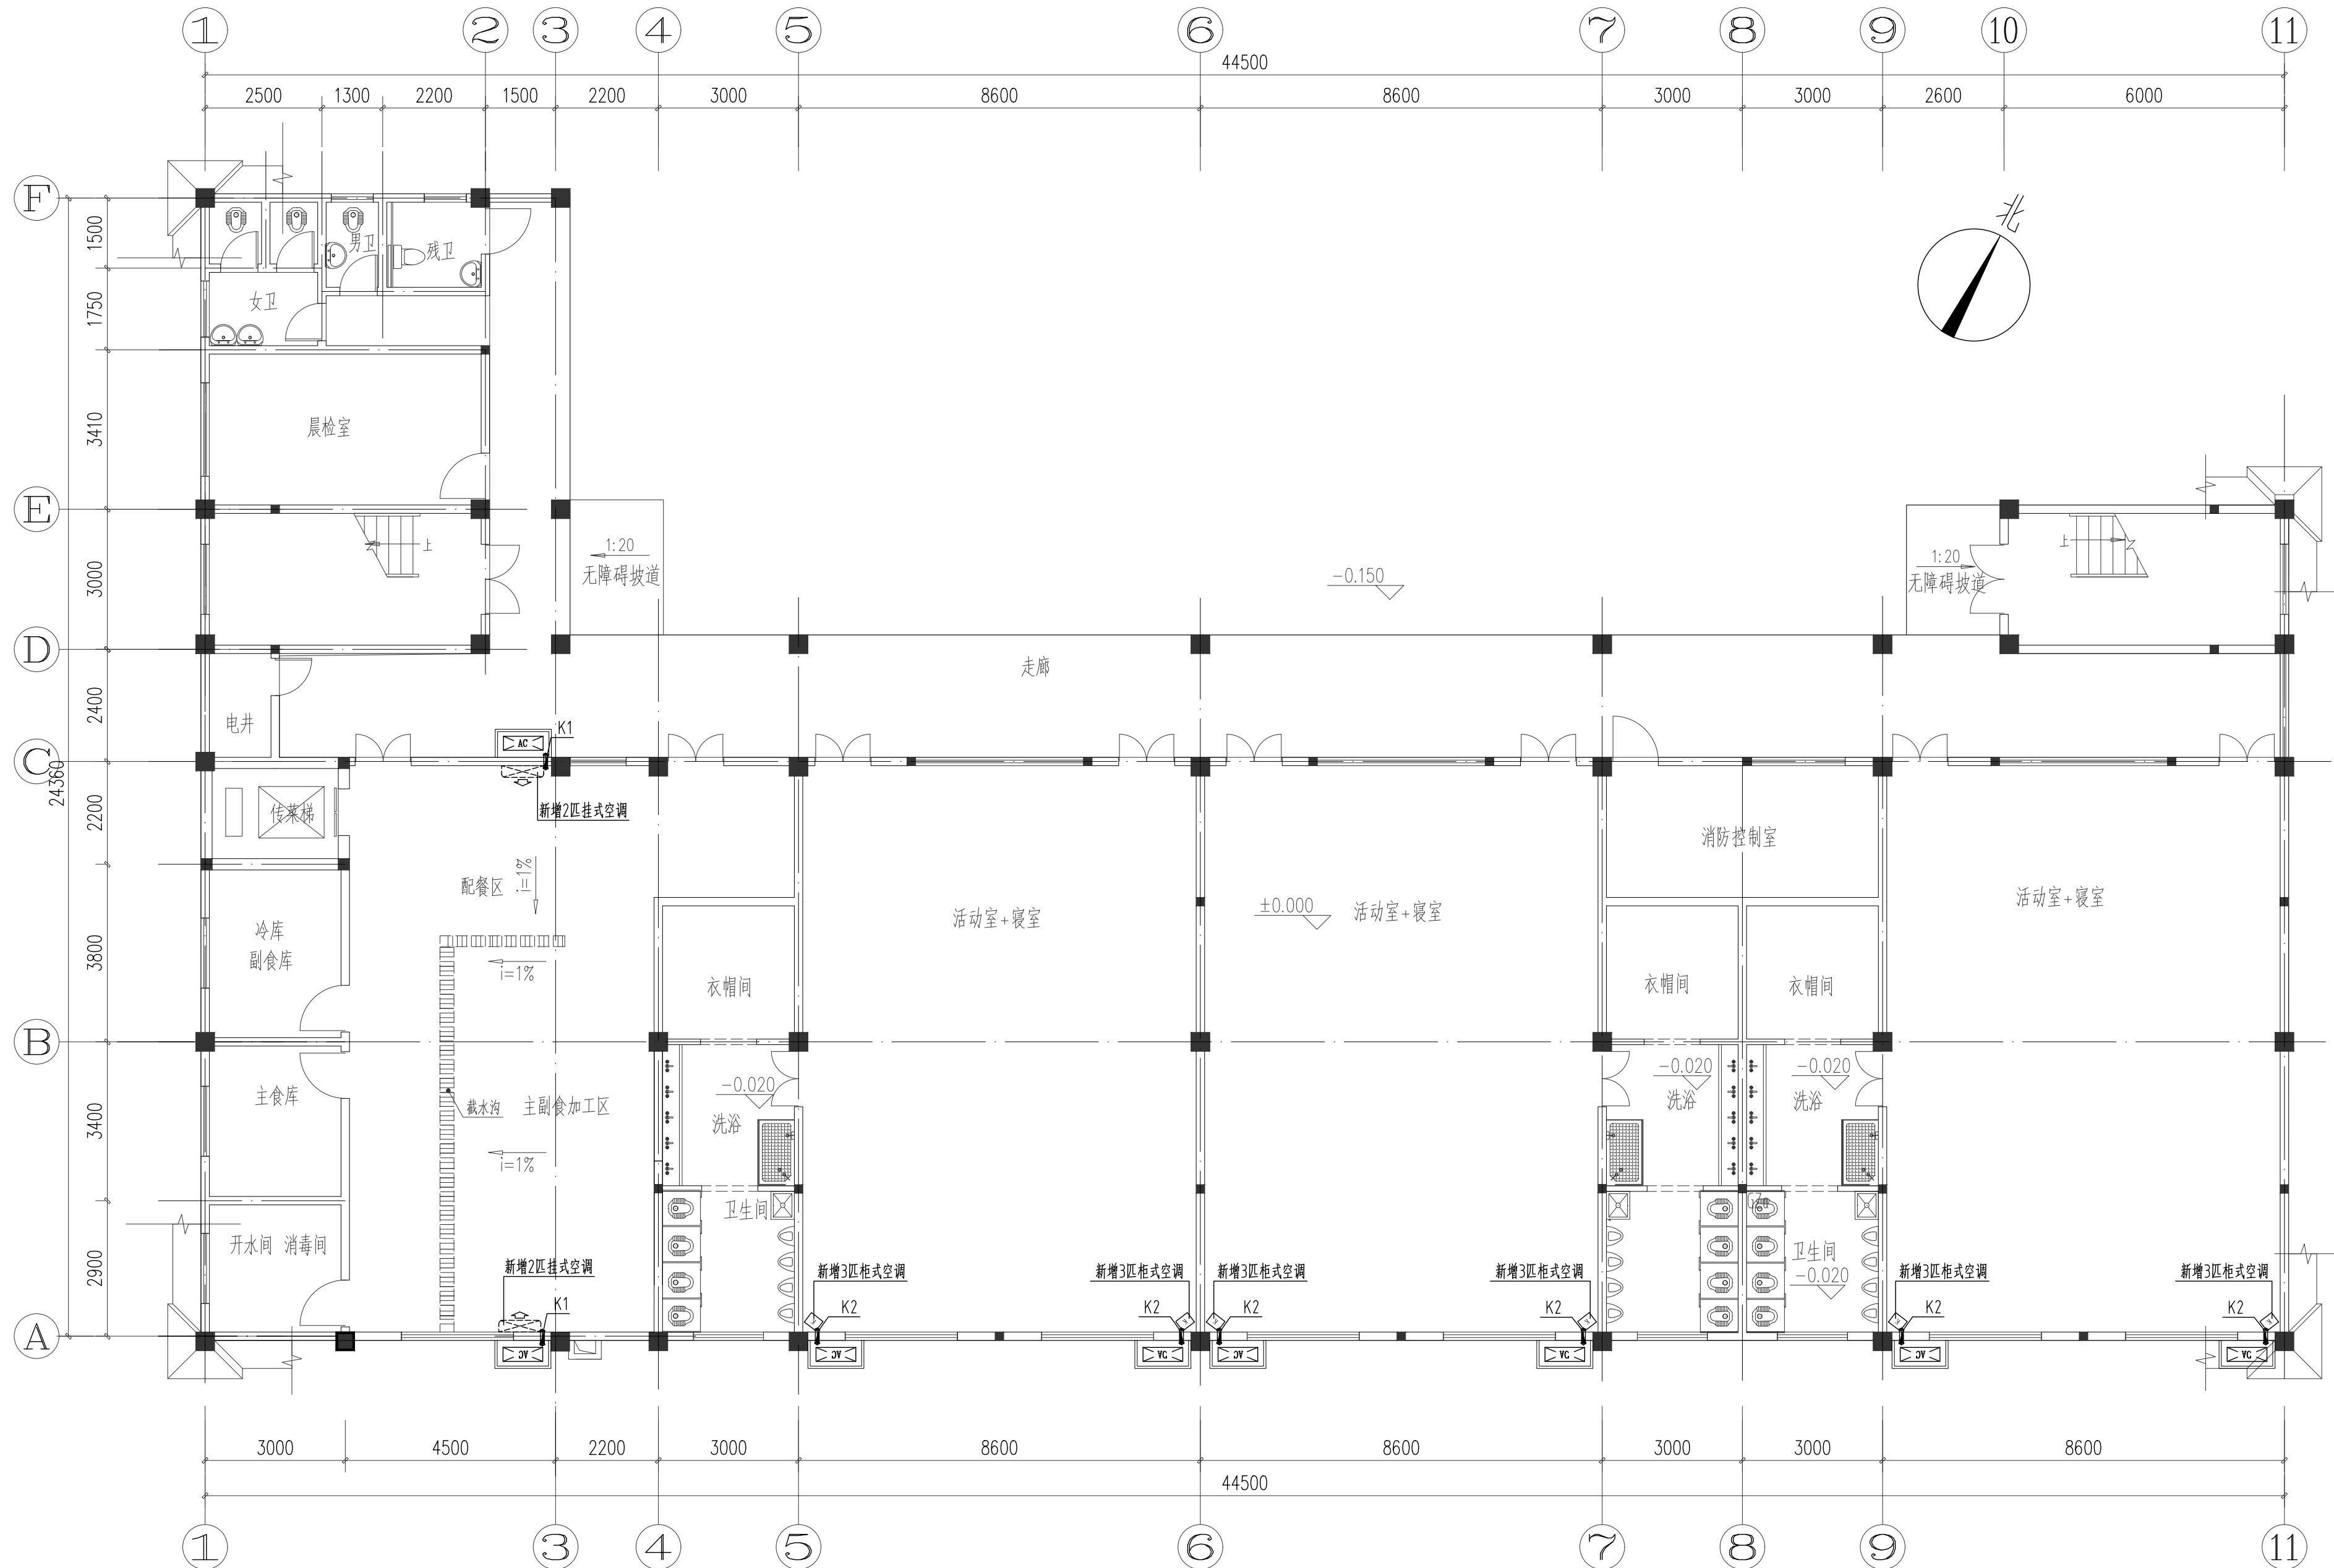 1 2 3 4 5 6 7 8 9 10 11
44500
2500 1300 2200 1500 2200 3000 8600 8600 3000 3000 2600 6000
F
E
D
C
B
A
1500
1750
3410
3000
2400
2200
3800
3400
2900
24360
北
男卫
残卫
女卫
晨检室
上
1:20
无障碍坡道
-0.150
1:20
无障碍坡道
上
走廊
电井
AC
K1
新增2匹挂式空调
传菜梯
配餐区
i=1%
冷库
副食库
i=1%
衣帽间
活动室+寝室
±0.000
活动室+寝室
消防控制室
衣帽间
衣帽间
活动室+寝室
主食库
截水沟
主副食加工区
i=1%
-0.020
洗浴
卫生间
-0.020
洗浴
-0.020
洗浴
卫生间
-0.020
开水间 消毒间
新增2匹挂式空调
K1
AC
新增3匹柜式空调
K2
AC
新增3匹柜式空调
K2
AC
新增3匹柜式空调
K2
AC
新增3匹柜式空调
K2
AC
新增3匹柜式空调
K2
AC
新增3匹柜式空调
K2
AC
3000 4500 2200 3000 8600 8600 3000 3000 8600
44500
1 3 4 5 6 7 8 9 11